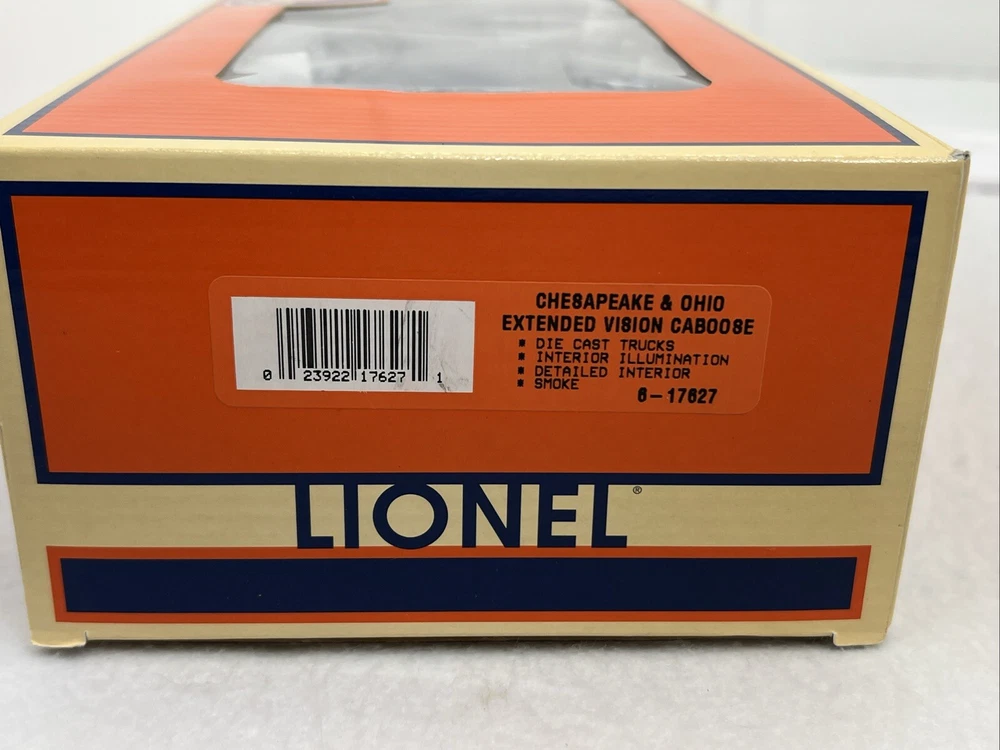 CHESAPEAKE & OHIO
EXTENDED VISION CABOOSE
▪ DIE CAST TRUCKS
▪ INTERIOR ILLUMINATION
▪ DETAILED INTERIOR
▪ SMOKE
6-17627
0 23922 17627 1
LIONEL®